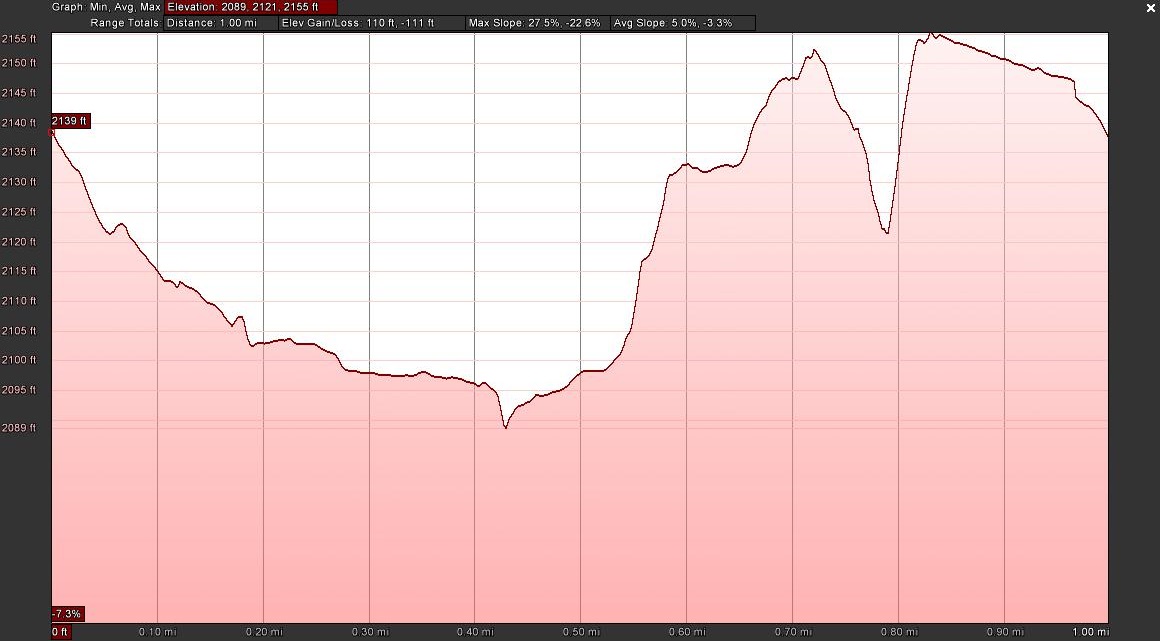 Graph: Min, Avg, Max Elevation: 2089, 2121, 2155 ft
Range Totals: Distance: 1.00 mi Elev Gain/Loss: 110 ft, -111 ft Max Slope: 27.5%, -22.6% Avg Slope: 5.0%, -3.3%
2155 ft
2150 ft
2145 ft
2140 ft
2139 ft
2135 ft
2130 ft
2125 ft
2120 ft
2115 ft
2110 ft
2105 ft
2100 ft
2095 ft
2089 ft
-7.3%
0 ft 0.10 mi 0.20 mi 0.30 mi 0.40 mi 0.50 mi 0.60 mi 0.70 mi 0.80 mi 0.90 mi 1.00 mi